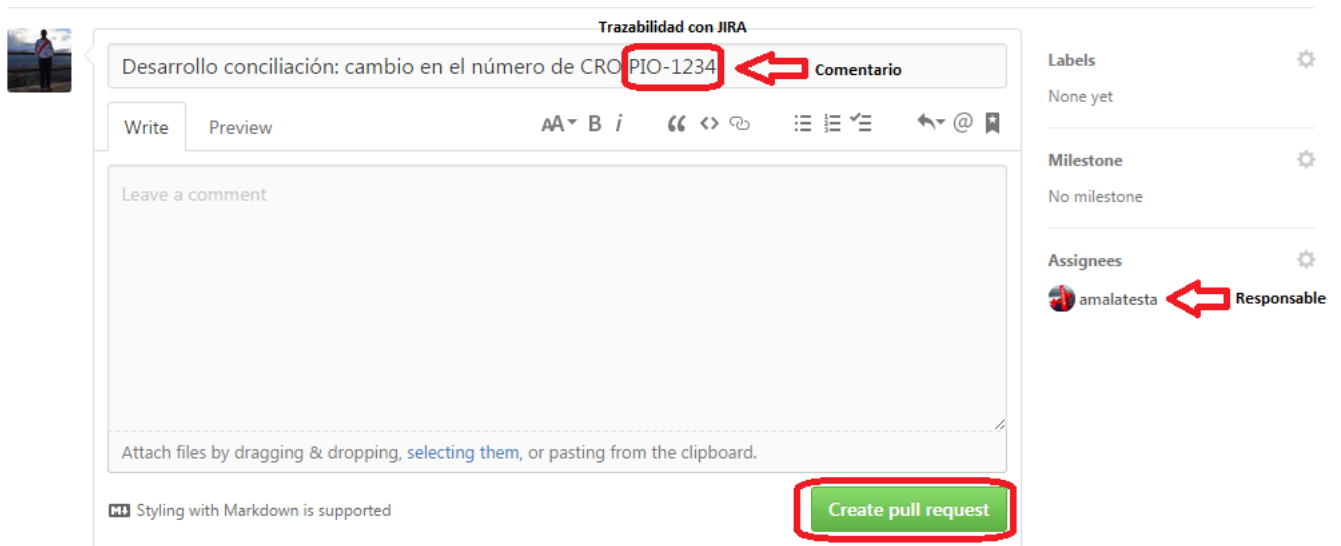 Trazabilidad con JIRA
Desarrollo conciliación: cambio en el número de CRO PIO-1234
Comentario
Write Preview AA B i “ <> @
Leave a comment
Attach files by dragging & dropping, selecting them, or pasting from the clipboard.
M↓ Styling with Markdown is supported
Create pull request
Labels
None yet
Milestone
No milestone
Assignees
amalatesta
Responsable